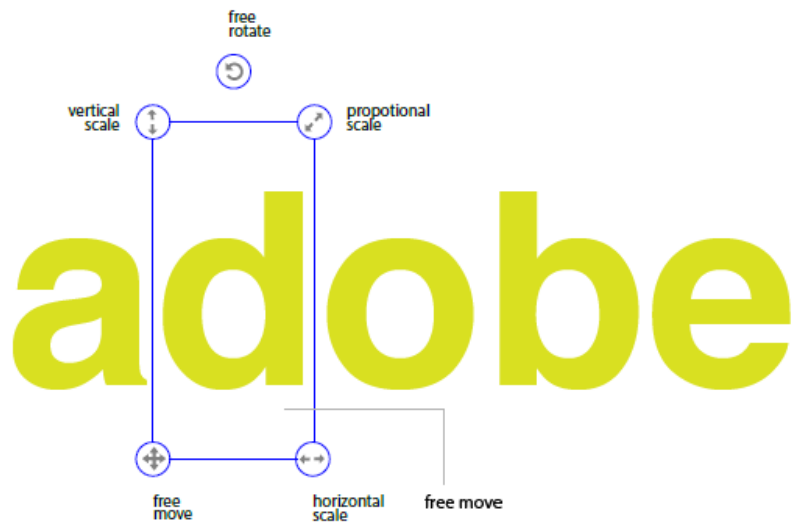 free
rotate
vertical
scale
propotional
scale
adobe
free
move
horizontal
scale
free move